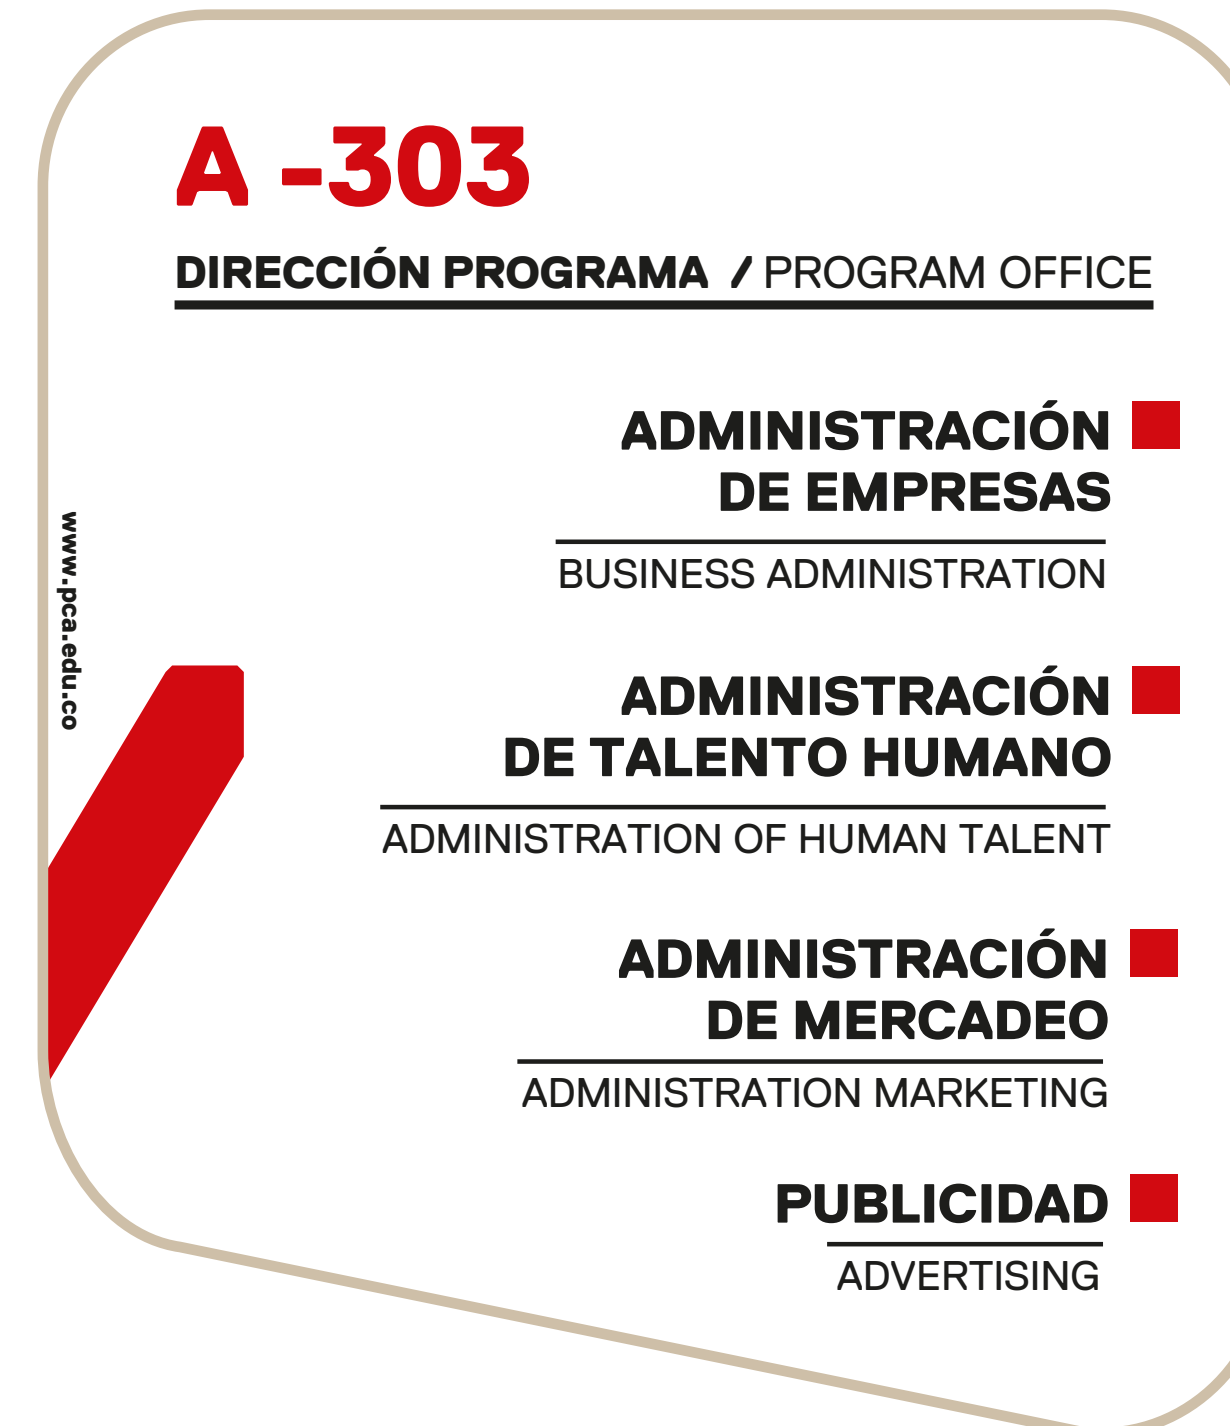 A -303
DIRECCIÓN PROGRAMA / PROGRAM OFFICE
ADMINISTRACIÓN
DE EMPRESAS
BUSINESS ADMINISTRATION
www.pca.edu.co
ADMINISTRACIÓN
DE TALENTO HUMANO
ADMINISTRATION OF HUMAN TALENT
ADMINISTRACIÓN
DE MERCADEO
ADMINISTRATION MARKETING
PUBLICIDAD
ADVERTISING